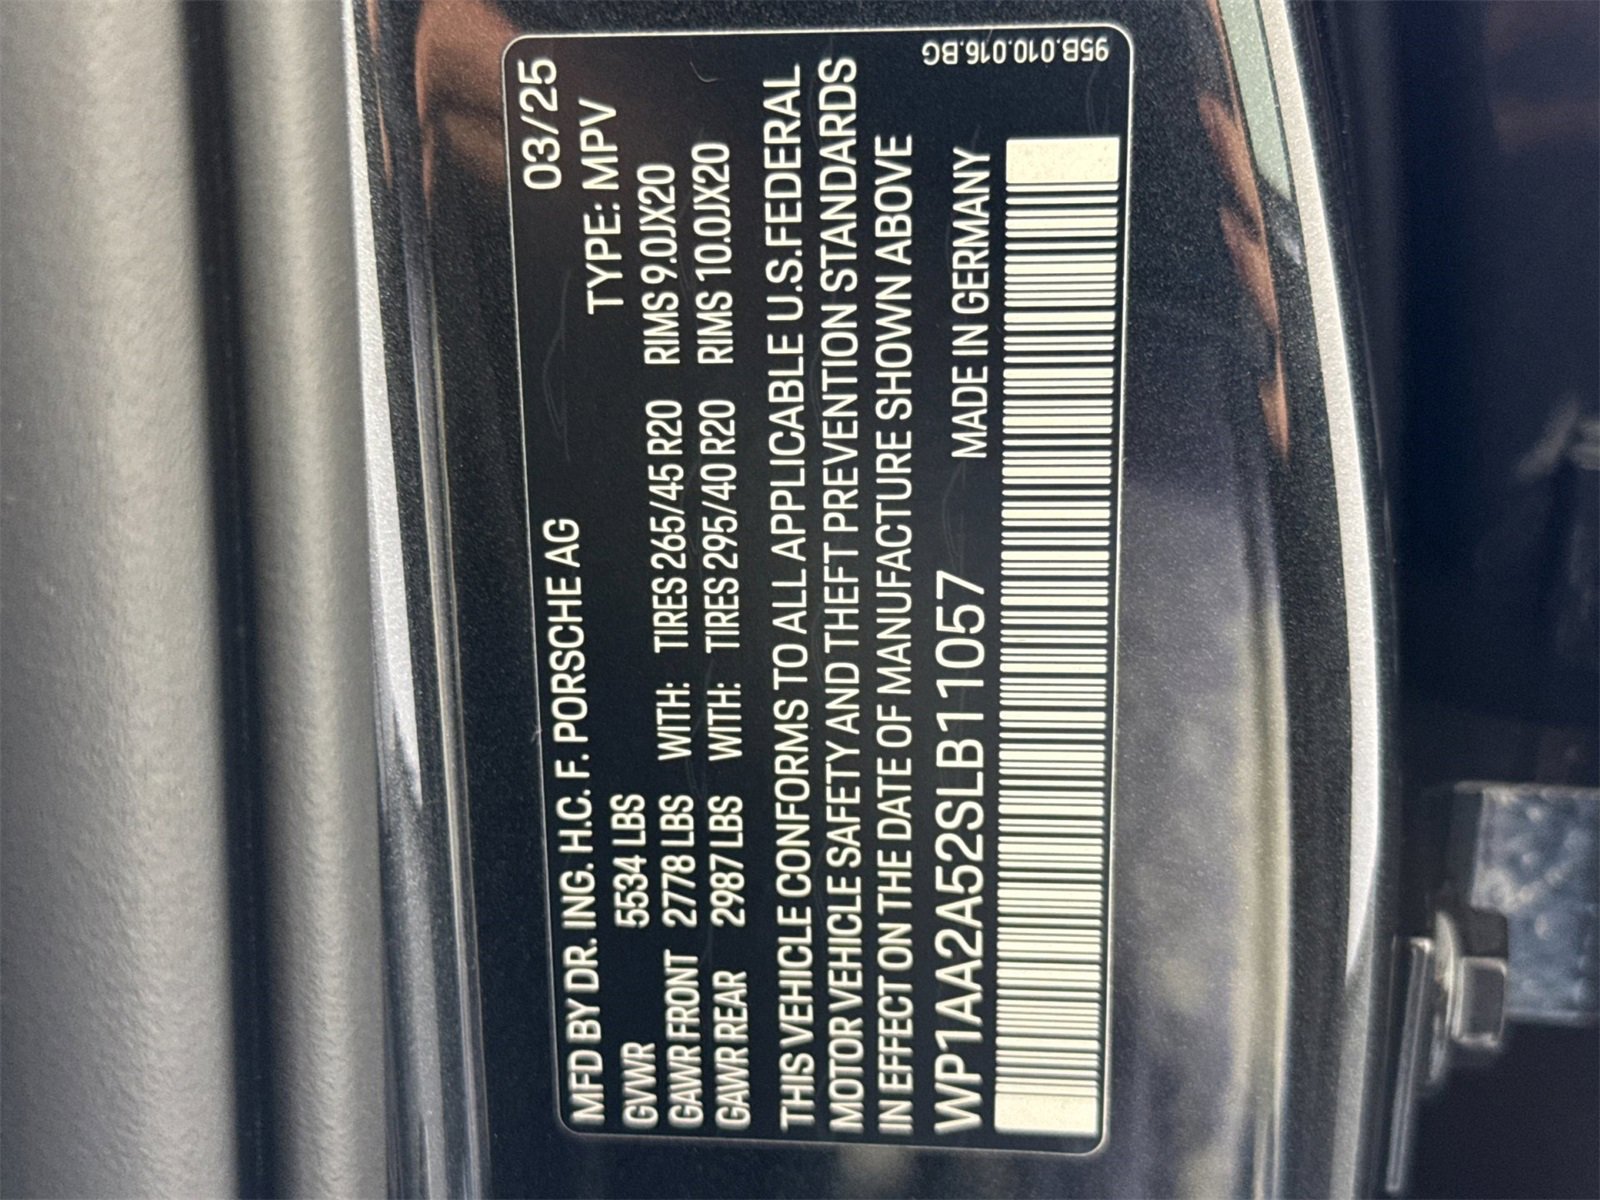 MFD BY DR. ING. H.C. F. PORSCHE AG 03/25
TYPE: MPV
GVWR 5534 LBS
GAWR FRONT 2778 LBS WITH: TIRES 265/45 R20 RIMS 9.0JX20
GAWR REAR 2987 LBS WITH: TIRES 295/40 R20 RIMS 10.0JX20
THIS VEHICLE CONFORMS TO ALL APPLICABLE U.S.FEDERAL
MOTOR VEHICLE SAFETY AND THEFT PREVENTION STANDARDS
IN EFFECT ON THE DATE OF MANUFACTURE SHOWN ABOVE
WP1AA2A52SLB11057 MADE IN GERMANY
95B.010.016.BG